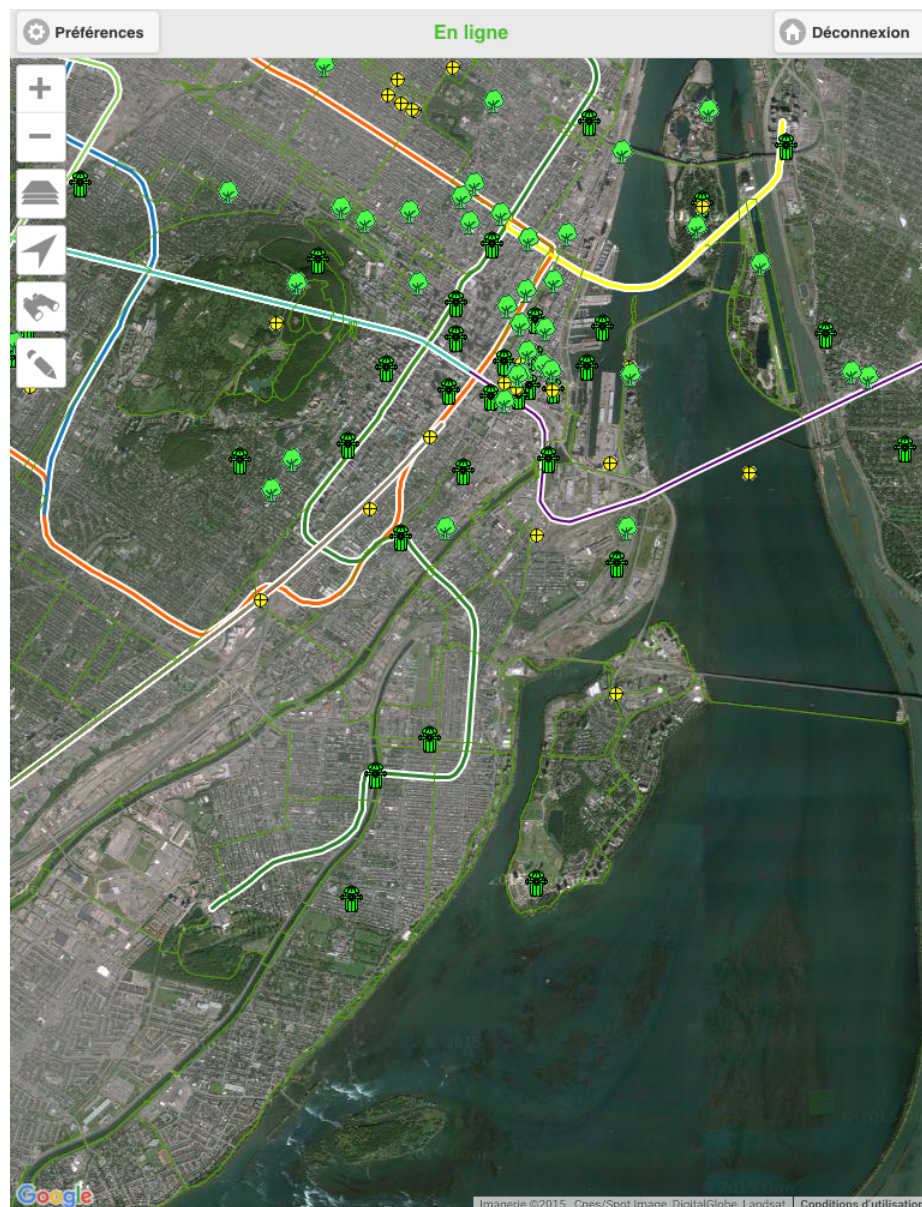 Préférences
En ligne
Déconnexion
Google
Imagerie ©2015 , Cnes/Spot Image, DigitalGlobe, Landsat
Conditions d'utilisation